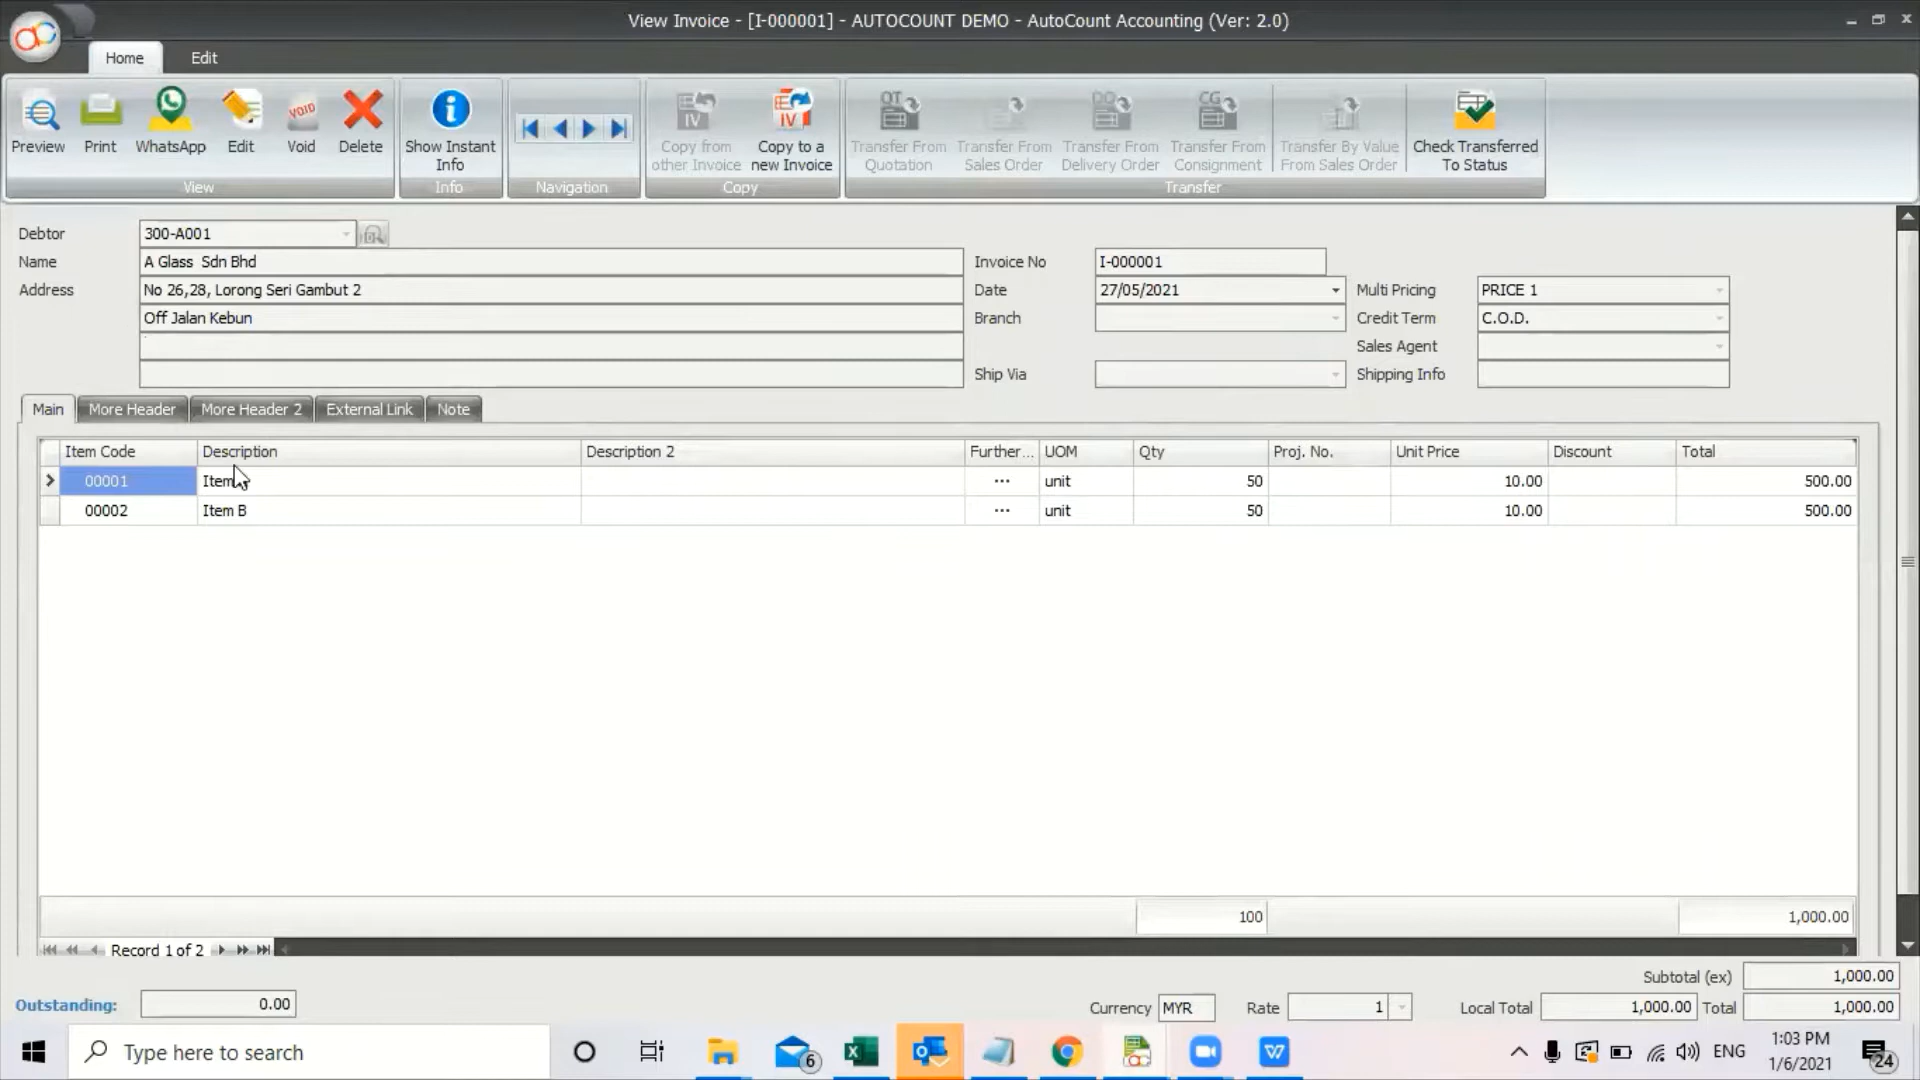 View Invoice - [I-000001] - AUTOCOUNT DEMO - AutoCount Accounting (Ver: 2.0)
Home Edit
Preview Print WhatsApp Edit Void Delete
View
Show Instant Info
Info
Navigation
Copy from other Invoice
Copy to a new Invoice
Copy
Transfer From Quotation
Transfer From Sales Order
Transfer From Delivery Order
Transfer From Consignment
Transfer By Value From Sales Order
Check Transferred To Status
Transfer
Debtor 300-A001
Name A Glass Sdn Bhd
Invoice No I-000001
Address No 26,28, Lorong Seri Gambut 2
Date 27/05/2021 Multi Pricing PRICE 1
Off Jalan Kebun
Branch Credit Term C.O.D.
Sales Agent
Ship Via Shipping Info
Main More Header More Header 2 External Link Note
Item Code Description Description 2 Further... UOM Qty Proj. No. Unit Price Discount Total
00001 Item ... unit 50 10.00 500.00
00002 Item B ... unit 50 10.00 500.00
100 1,000.00
Record 1 of 2
Subtotal (ex) 1,000.00
Outstanding: 0.00 Currency MYR Rate 1 Local Total 1,000.00 Total 1,000.00
Type here to search
6
ENG
1:03 PM
1/6/2021
24